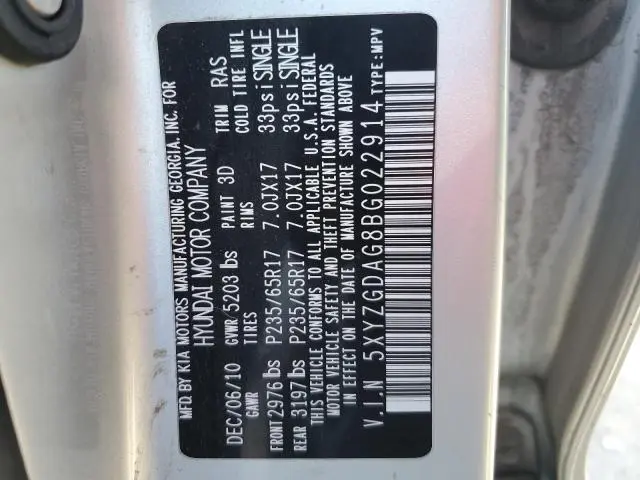 MFD.BY KIA MOTORS MANUFACTURING GEORGIA, INC. FOR
HYUNDAI MOTOR COMPANY
DEC/06/10 GVWR/5203 lbs PAINT 3D TRIM RAS
GAWR TIRES RIMS COLD TIRE INFL
FRONT 2976 lbs P235/65R17 7.0JX17 33psi SINGLE
REAR 3197 lbs P235/65R17 7.0JX17 33psi SINGLE
THIS VEHICLE CONFORMS TO ALL APPLICABLE U.S.A. FEDERAL
MOTOR VEHICLE SAFETY AND THEFT PREVENTION STANDARDS
IN EFFECT ON THE DATE OF MANUFACTURE SHOWN ABOVE
V.I.N 5XYZGDAG8BG022914 TYPE:MPV